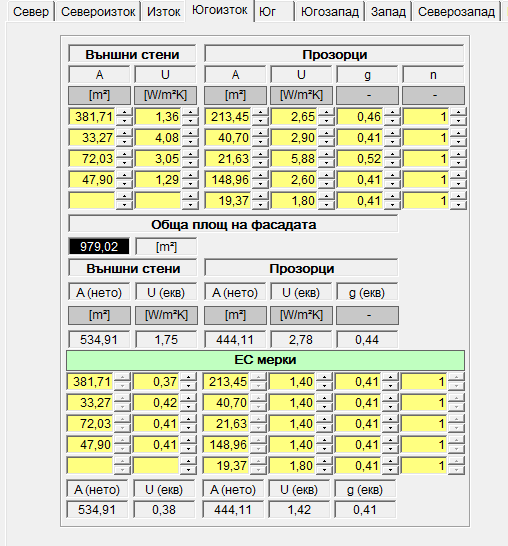 Север Североизток Изток Югоизток Юг Югозапад Запад Северозапад
Външни стени Прозорци
A U A U g n
[m²] [W/m²K] [m²] [W/m²K] - -
381,71 1,36 213,45 2,65 0,46 1
33,27 4,08 40,70 2,90 0,41 1
72,03 3,05 21,63 5,88 0,52 1
47,90 1,29 148,96 2,60 0,41 1
19,37 1,80 0,41 1
Обща площ на фасадата
979,02 [m²]
Външни стени Прозорци
A (нето) U (екв) A (нето) U (екв) g (екв)
[m²] [W/m²K] [m²] [W/m²K] -
534,91 1,75 444,11 2,78 0,44
ЕС мерки
381,71 0,37 213,45 1,40 0,41 1
33,27 0,42 40,70 1,40 0,41 1
72,03 0,41 21,63 1,40 0,41 1
47,90 0,41 148,96 1,40 0,41 1
19,37 1,80 0,41 1
A (нето) U (екв) A (нето) U (екв) g (екв)
534,91 0,38 444,11 1,42 0,41